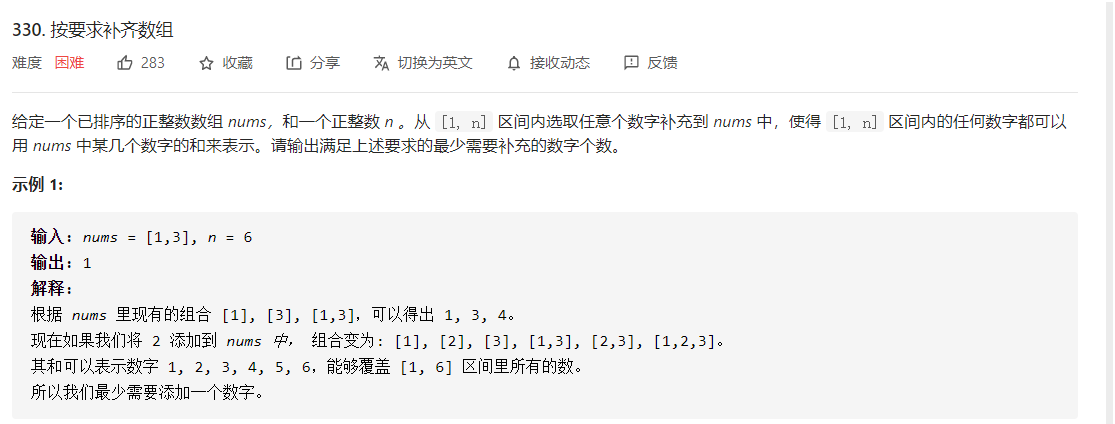 330. 按要求补齐数组
难度 困难 283 收藏 分享 切换为英文 接收动态 反馈
给定一个已排序的正整数数组 nums，和一个正整数 n 。从 [1, n] 区间内选取任意个数字补充到 nums 中，使得 [1, n] 区间内的任何数字都可以
用 nums 中某几个数字的和来表示。请输出满足上述要求的最少需要补充的数字个数。
示例 1:
输入: nums = [1,3], n = 6
输出: 1
解释:
根据 nums 里现有的组合 [1], [3], [1,3]，可以得出 1, 3, 4。
现在如果我们将 2 添加到 nums 中， 组合变为: [1], [2], [3], [1,3], [2,3], [1,2,3]。
其和可以表示数字 1, 2, 3, 4, 5, 6，能够覆盖 [1, 6] 区间里所有的数。
所以我们最少需要添加一个数字。